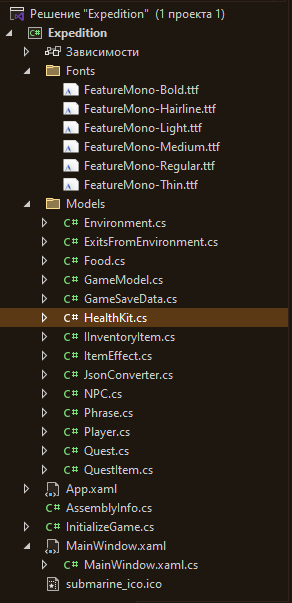 Решение "Expedition" (1 проекта 1)
Expedition
Зависимости
Fonts
FeatureMono-Bold.ttf
FeatureMono-Hairline.ttf
FeatureMono-Light.ttf
FeatureMono-Medium.ttf
FeatureMono-Regular.ttf
FeatureMono-Thin.ttf
Models
C# Environment.cs
C# ExitsFromEnvironment.cs
C# Food.cs
C# GameModel.cs
C# GameSaveData.cs
C# HealthKit.cs
C# IInventoryItem.cs
C# ItemEffect.cs
C# JsonConverter.cs
C# NPC.cs
C# Phrase.cs
C# Player.cs
C# Quest.cs
C# QuestItem.cs
App.xaml
C# AssemblyInfo.cs
C# InitializeGame.cs
MainWindow.xaml
C# MainWindow.xaml.cs
submarine_ico.ico